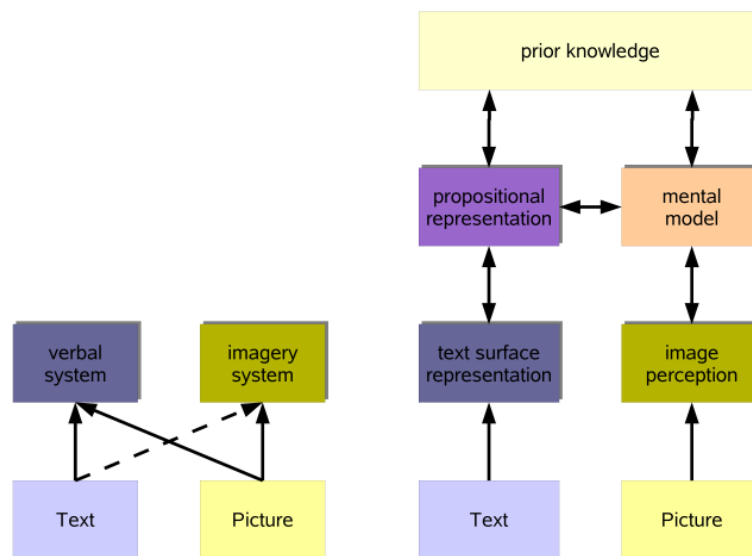 prior knowledge
propositional
representation
mental
model
verbal
system
imagery
system
text surface
representation
image
perception
Text
Picture
Text
Picture